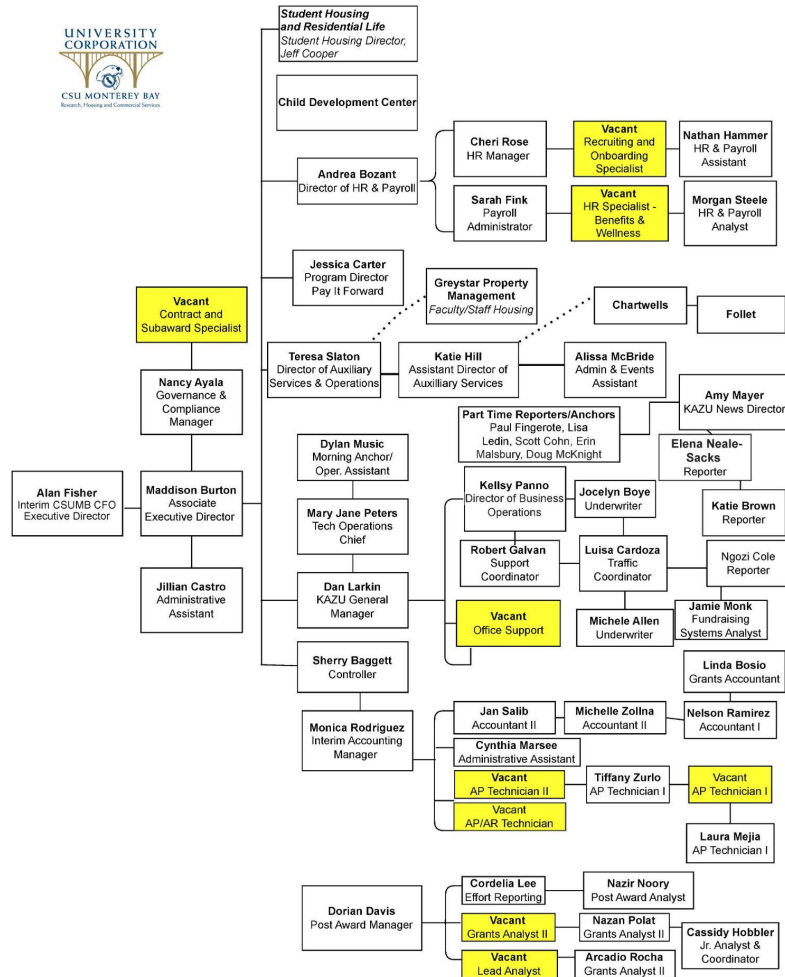 UNIVERSITY
CORPORATION
CSU MONTEREY BAY
Research, Housing and Commercial Services
Student Housing
and Residential Life
Student Housing Director,
Jeff Cooper
Child Development Center
Andrea Bozant
Director of HR & Payroll
Cheri Rose
HR Manager
Vacant
Recruiting and
Onboarding
Specialist
Nathan Hammer
HR & Payroll
Assistant
Sarah Fink
Payroll
Administrator
Vacant
HR Specialist -
Benefits &
Wellness
Morgan Steele
HR & Payroll
Analyst
Jessica Carter
Program Director
Pay It Forward
Greystar Property
Management
Faculty/Staff Housing
Chartwells
Follet
Vacant
Contract and
Subaward Specialist
Teresa Slaton
Director of Auxiliary
Services & Operations
Katie Hill
Assistant Director of
Auxilliary Services
Alissa McBride
Admin & Events
Assistant
Nancy Ayala
Governance &
Compliance
Manager
Amy Mayer
KAZU News Director
Part Time Reporters/Anchors
Paul Fingerote, Lisa
Ledin, Scott Cohn, Erin
Malsbury, Doug McKnight
Elena Neale-
Sacks
Reporter
Katie Brown
Reporter
Dylan Music
Morning Anchor/
Oper. Assistant
Alan Fisher
Interim CSUMB CFO
Executive Director
Maddison Burton
Associate
Executive Director
Mary Jane Peters
Tech Operations
Chief
Kellsy Panno
Director of Business
Operations
Jocelyn Boye
Underwriter
Robert Galvan
Support
Coordinator
Luisa Cardoza
Traffic
Coordinator
Ngozi Cole
Reporter
Jillian Castro
Administrative
Assistant
Dan Larkin
KAZU General
Manager
Vacant
Office Support
Michele Allen
Underwriter
Jamie Monk
Fundraising
Systems Analyst
Sherry Baggett
Controller
Linda Bosio
Grants Accountant
Monica Rodriguez
Interim Accounting
Manager
Jan Salib
Accountant II
Michelle Zollna
Accountant II
Nelson Ramirez
Accountant I
Cynthia Marsee
Administrative Assistant
Vacant
AP Technician II
Tiffany Zurlo
AP Technician I
Vacant
AP Technician I
Vacant
AP/AR Technician
Laura Mejia
AP Technician I
Dorian Davis
Post Award Manager
Cordelia Lee
Effort Reporting
Nazir Noory
Post Award Analyst
Vacant
Grants Analyst II
Nazan Polat
Grants Analyst II
Cassidy Hobbler
Jr. Analyst &
Coordinator
Vacant
Lead Analyst
Arcadio Rocha
Grants Analyst II